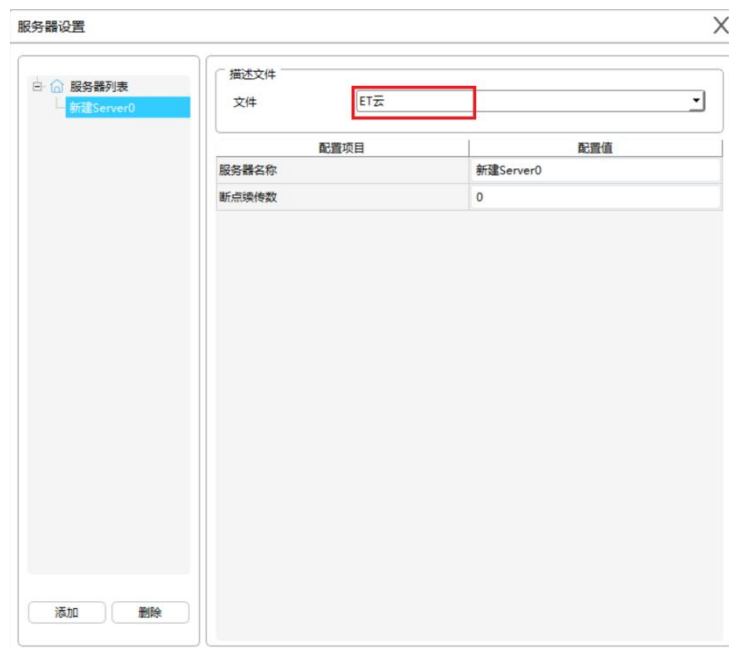 服务器设置
服务器列表
新建Server0
描述文件
文件 ET云
配置项目 配置值
服务器名称 新建Server0
断点续传数 0
添加 删除